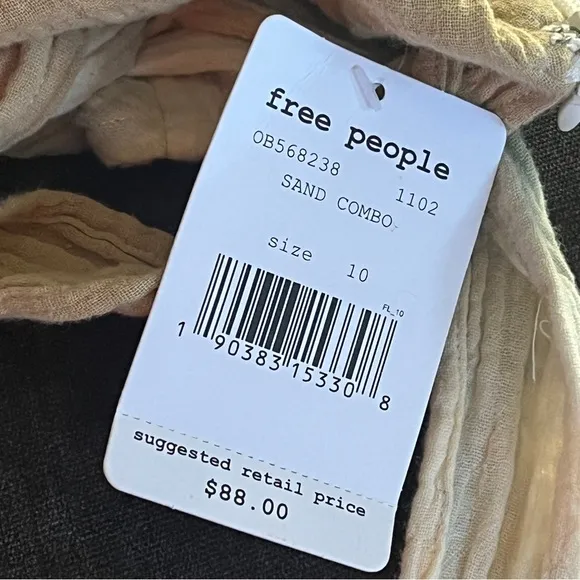 free people
OB568238 1102
SAND COMBO
size 10
FL_10
1 90383 15330 8
suggested retail price
$88.00